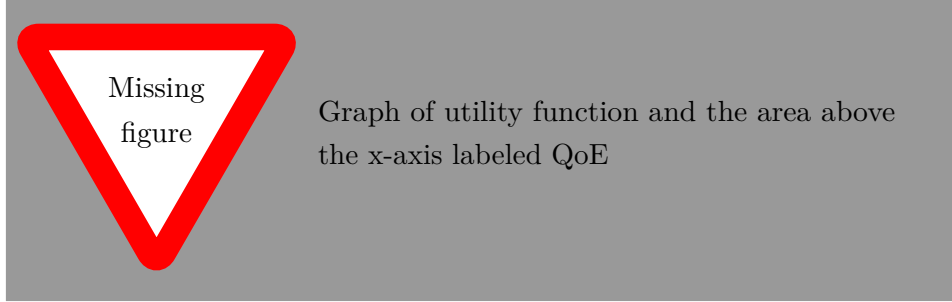 Missing
figure
Graph of utility function and the area above
the x-axis labeled QoE